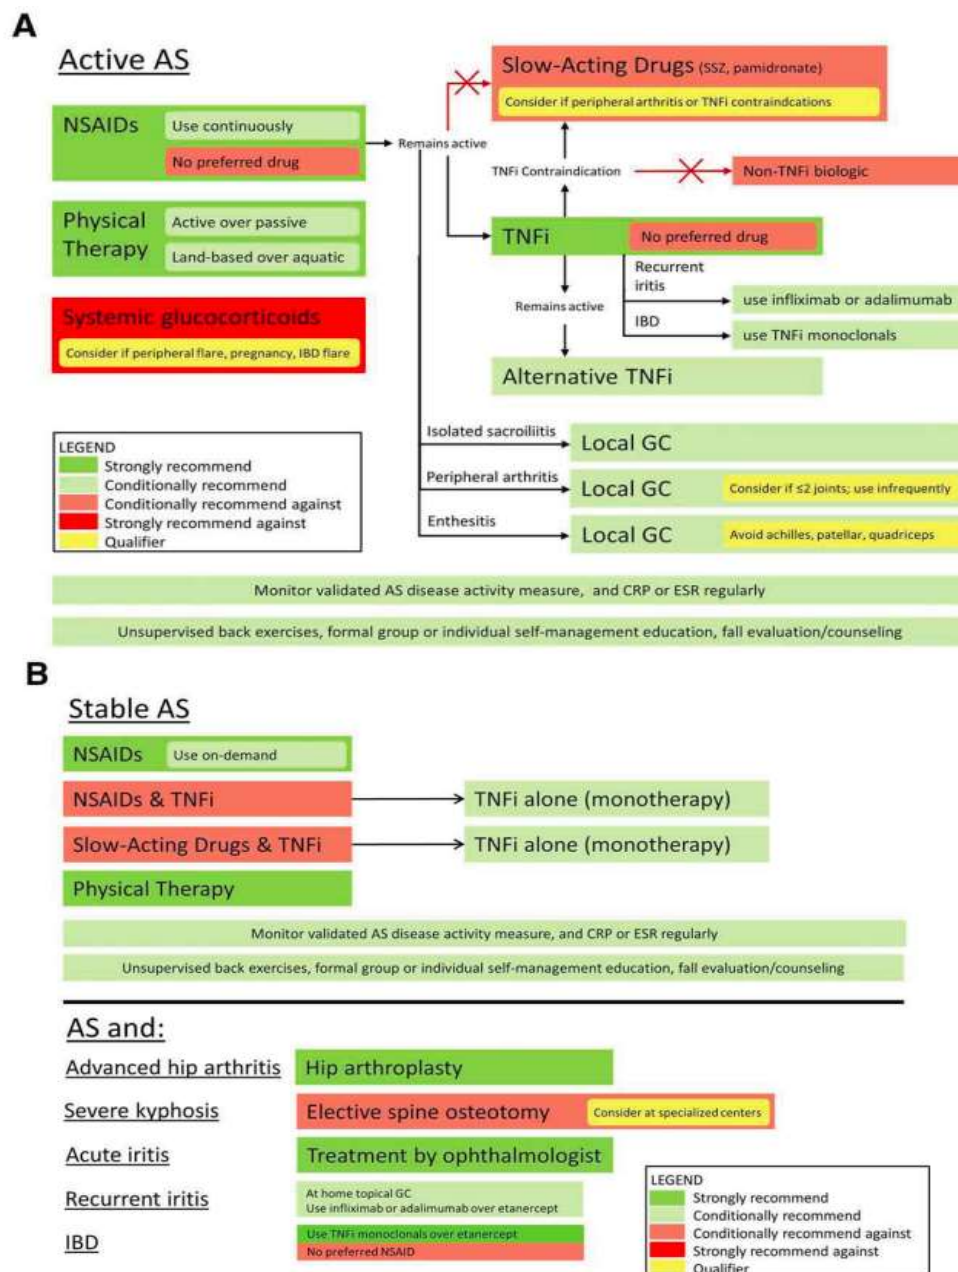 A
Active AS
NSAIDs
Use continuously
No preferred drug
Physical
Therapy
Active over passive
Land-based over aquatic
Systemic glucocorticoids
Consider if peripheral flare, pregnancy, IBD flare
Remains active
Slow-Acting Drugs (SSZ, pamidronate)
Consider if peripheral arthritis or TNFi contraindcations
TNFi Contraindication
Non-TNFi biologic
TNFi
No preferred drug
Recurrent
iritis
use infliximab or adalimumab
IBD
use TNFi monoclonals
Remains active
Alternative TNFi
Isolated sacroiliitis
Local GC
Peripheral arthritis
Local GC
Consider if ≤2 joints; use infrequently
Enthesitis
Local GC
Avoid achilles, patellar, quadriceps
LEGEND
Strongly recommend
Conditionally recommend
Conditionally recommend against
Strongly recommend against
Qualifier
Monitor validated AS disease activity measure, and CRP or ESR regularly
Unsupervised back exercises, formal group or individual self-management education, fall evaluation/counseling
B
Stable AS
NSAIDs
Use on-demand
NSAIDs & TNFi
TNFi alone (monotherapy)
Slow-Acting Drugs & TNFi
TNFi alone (monotherapy)
Physical Therapy
Monitor validated AS disease activity measure, and CRP or ESR regularly
Unsupervised back exercises, formal group or individual self-management education, fall evaluation/counseling
AS and:
Advanced hip arthritis
Hip arthroplasty
Severe kyphosis
Elective spine osteotomy
Consider at specialized centers
Acute iritis
Treatment by ophthalmologist
Recurrent iritis
At home topical GC
Use infliximab or adalimumab over etanercept
IBD
Use TNFi monoclonals over etanercept
No preferred NSAID
LEGEND
Strongly recommend
Conditionally recommend
Conditionally recommend against
Strongly recommend against
Qualifier